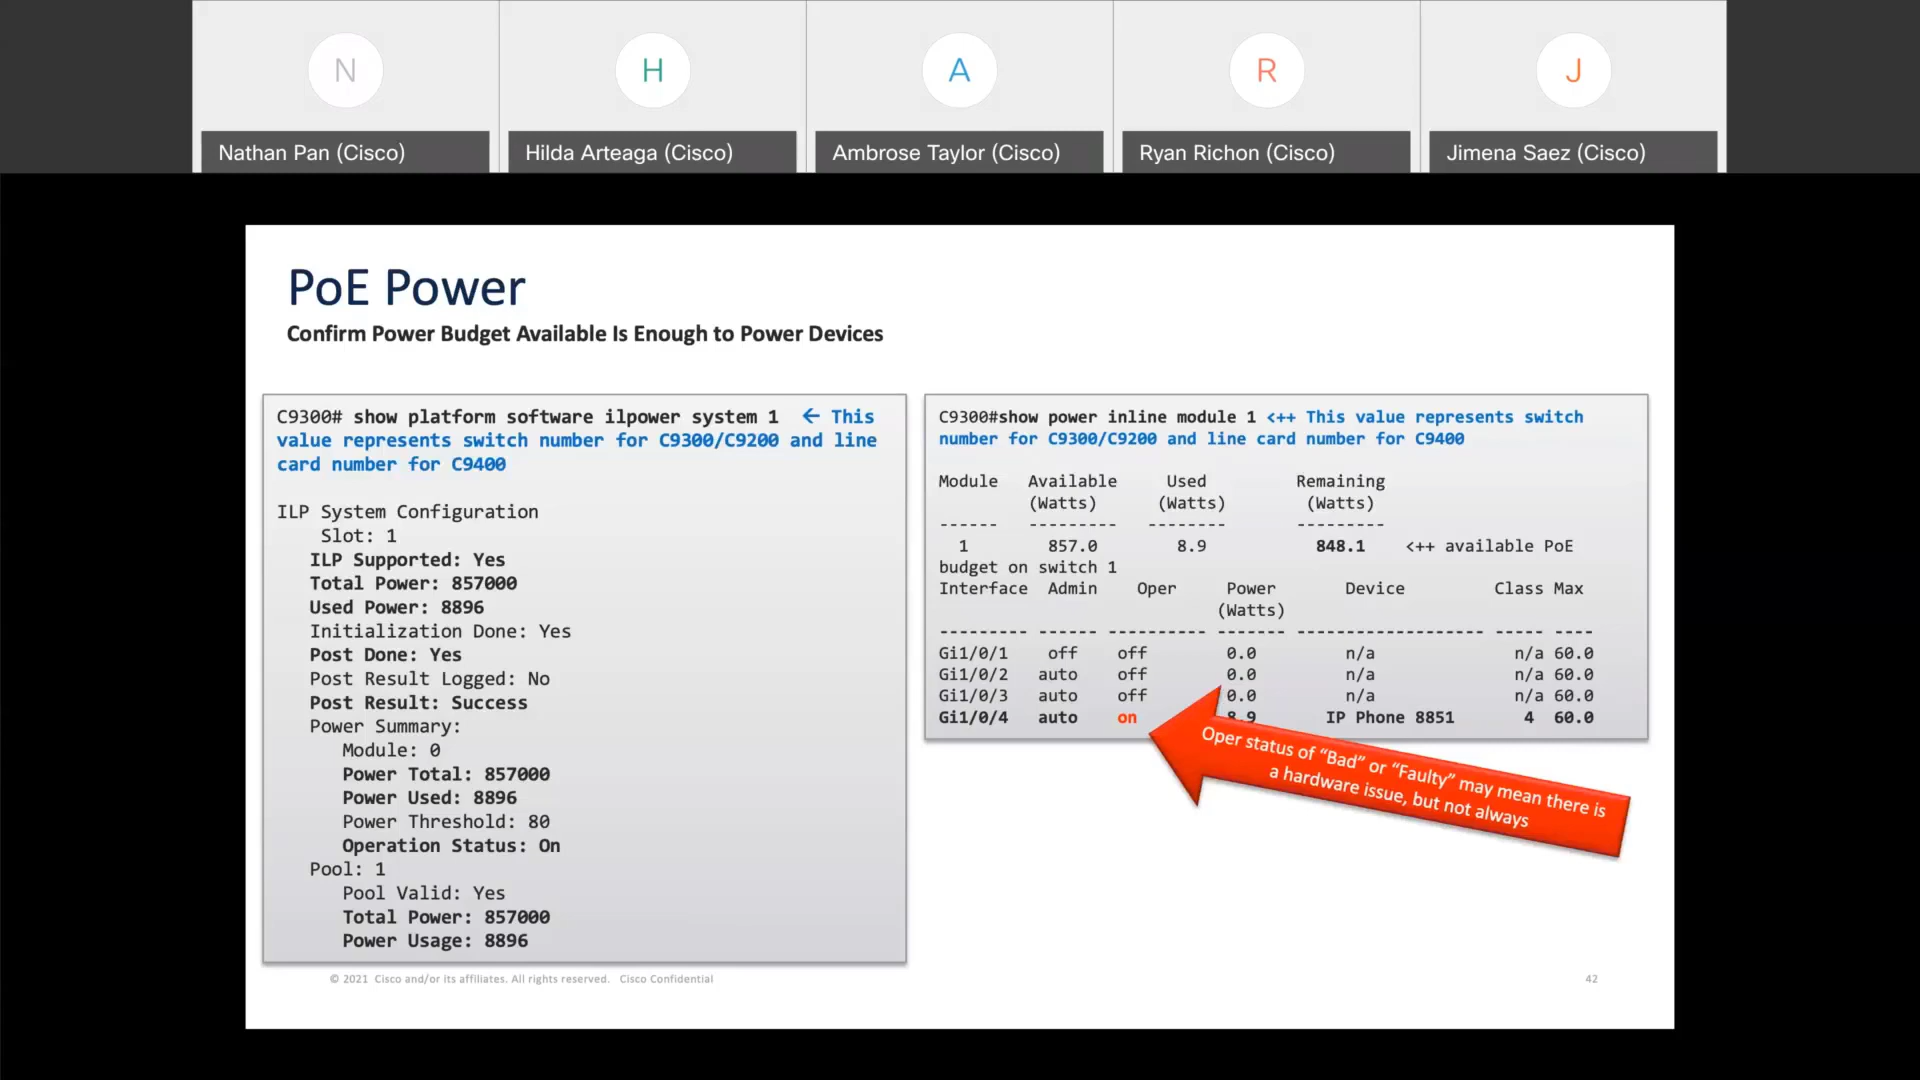 N
H
A
R
J
Nathan Pan (Cisco)
Hilda Arteaga (Cisco)
Ambrose Taylor (Cisco)
Ryan Richon (Cisco)
Jimena Saez (Cisco)
PoE Power
Confirm Power Budget Available Is Enough to Power Devices
C9300# show platform software ilpower system 1 ← This
value represents switch number for C9300/C9200 and line
card number for C9400
ILP System Configuration
Slot: 1
ILP Supported: Yes
Total Power: 857000
Used Power: 8896
Initialization Done: Yes
Post Done: Yes
Post Result Logged: No
Post Result: Success
Power Summary:
Module: 0
Power Total: 857000
Power Used: 8896
Power Threshold: 80
Operation Status: On
Pool: 1
Pool Valid: Yes
Total Power: 857000
Power Usage: 8896
C9300#show power inline module 1 <++ This value represents switch
number for C9300/C9200 and line card number for C9400
Module Available Used Remaining
(Watts) (Watts) (Watts)
------ --------- -------- ---------
1 857.0 8.9 848.1 <++ available PoE
budget on switch 1
Interface Admin Oper Power Device Class Max
(Watts)
--------- ------ ---------- ------- ------------------- ----- ----
Gi1/0/1 off off 0.0 n/a n/a 60.0
Gi1/0/2 auto off 0.0 n/a n/a 60.0
Gi1/0/3 auto off 0.0 n/a n/a 60.0
Gi1/0/4 auto on 8.9 IP Phone 8851 4 60.0
Oper status of “Bad” or “Faulty” may mean there is
a hardware issue, but not always
© 2021 Cisco and/or its affiliates. All rights reserved. Cisco Confidential
42